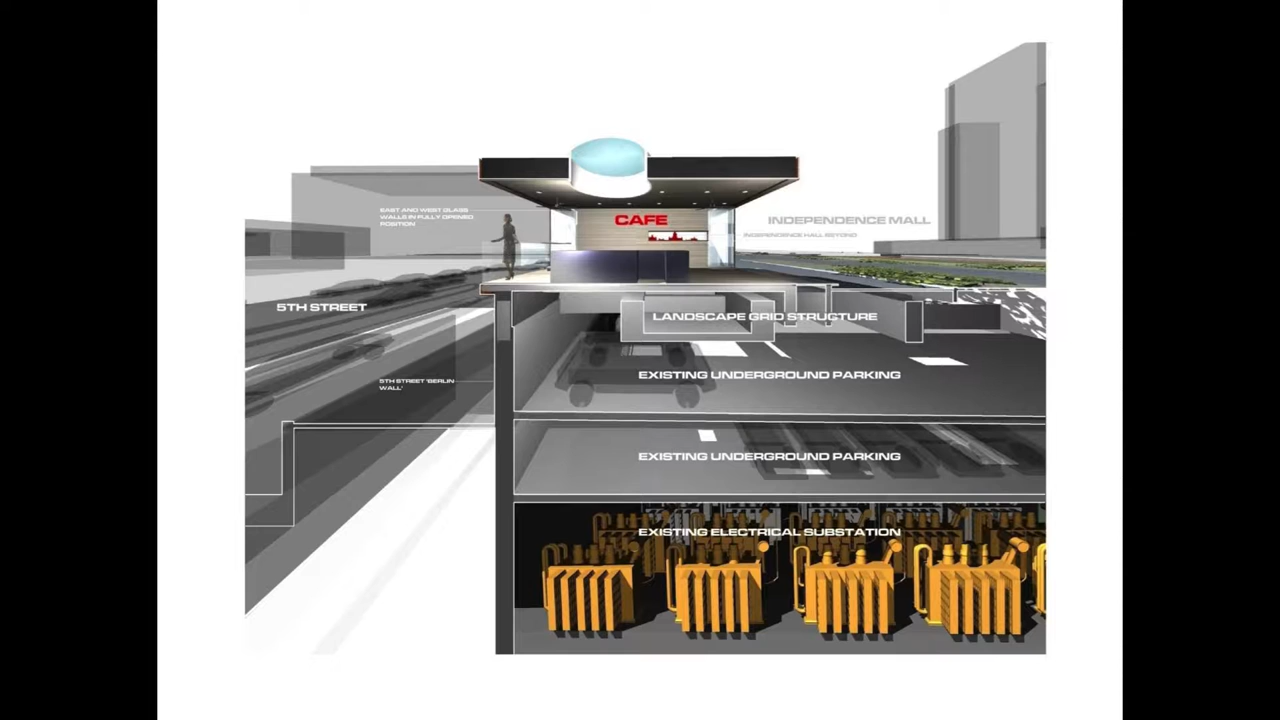 CAFE
EAST AND WEST GLASS
WALLS IN FULLY OPENED
POSITION
INDEPENDENCE MALL
INDEPENDENCE HALL BEYOND
5TH STREET
LANDSCAPE GRID STRUCTURE
EXISTING UNDERGROUND PARKING
5TH STREET 'BERLIN
WALL'
EXISTING UNDERGROUND PARKING
EXISTING ELECTRICAL SUBSTATION